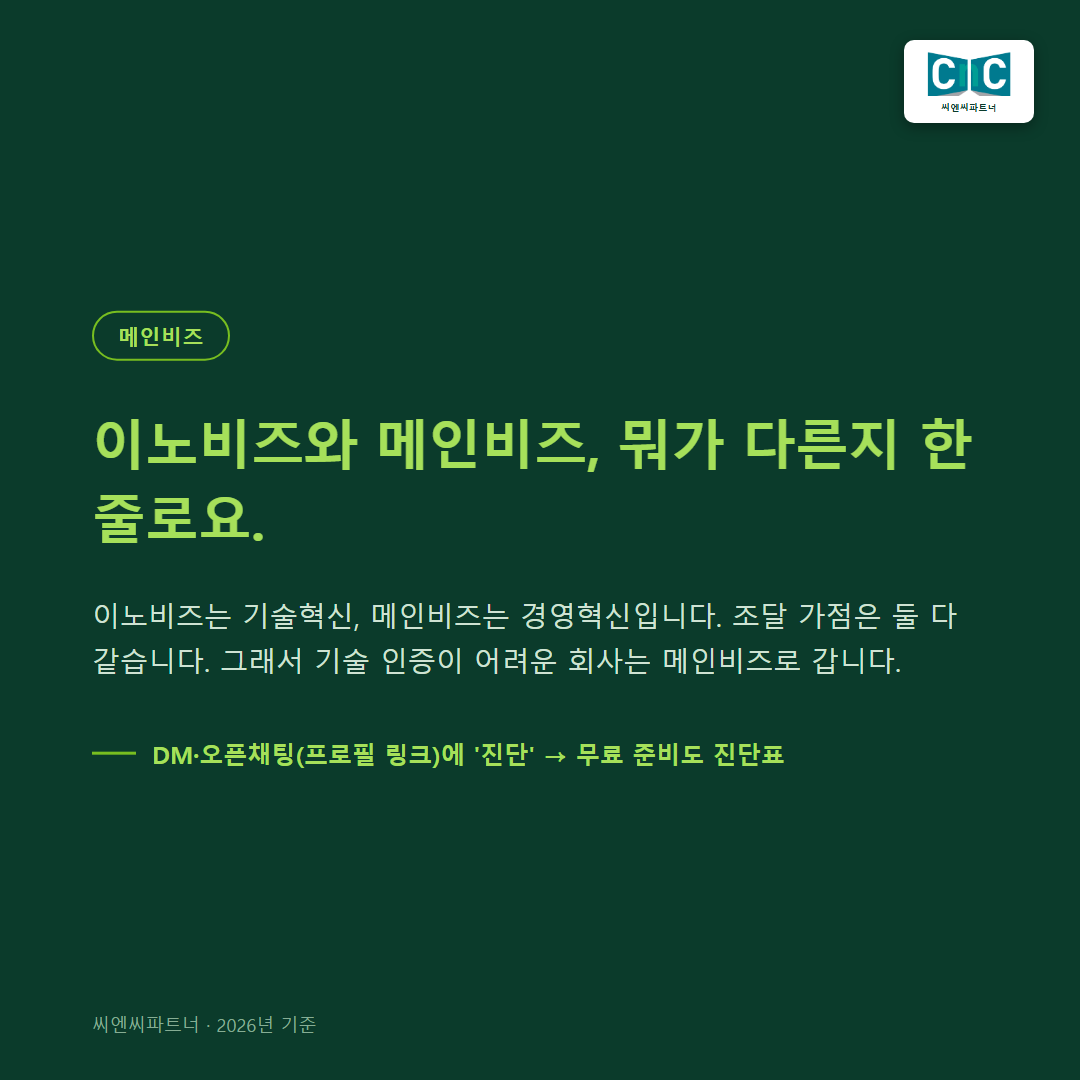 CnC
씨엔씨파트너
메인비즈
이노비즈와 메인비즈, 뭐가 다른지 한
줄로요.
이노비즈는 기술혁신, 메인비즈는 경영혁신입니다. 조달 가점은 둘 다
같습니다. 그래서 기술 인증이 어려운 회사는 메인비즈로 갑니다.
DM·오픈채팅(프로필 링크)에 '진단' → 무료 준비도 진단표
씨엔씨파트너 · 2026년 기준